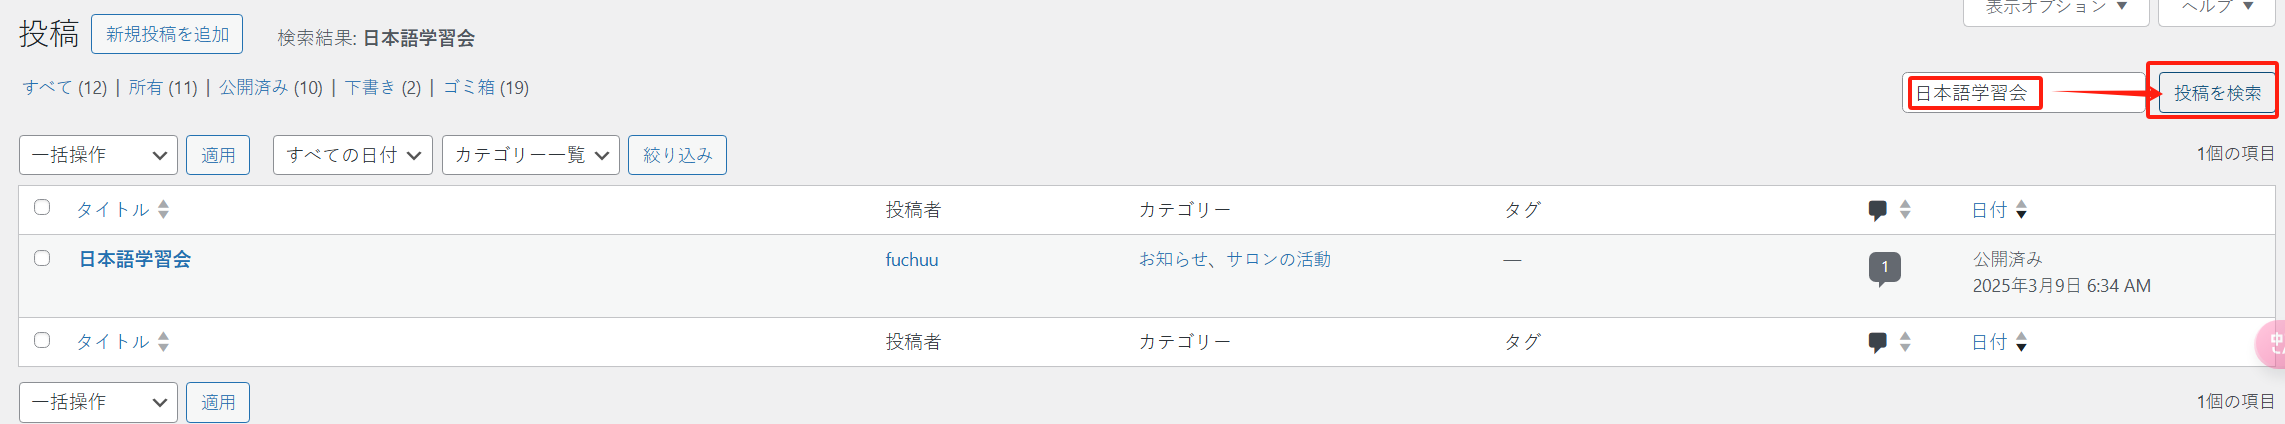 表示オプション ▼ ヘルプ ▼
投稿 新規投稿を追加 検索結果: 日本語学習会
すべて (12) | 所有 (11) | 公開済み (10) | 下書き (2) | ゴミ箱 (19)
日本語学習会 投稿を検索
一括操作 適用 すべての日付 カテゴリー一覧 絞り込み 1個の項目
タイトル 投稿者 カテゴリー タグ 日付
日本語学習会 fuchuu お知らせ、サロンの活動 — 1 公開済み
2025年3月9日 6:34 AM
タイトル 投稿者 カテゴリー タグ 日付
一括操作 適用 1個の項目